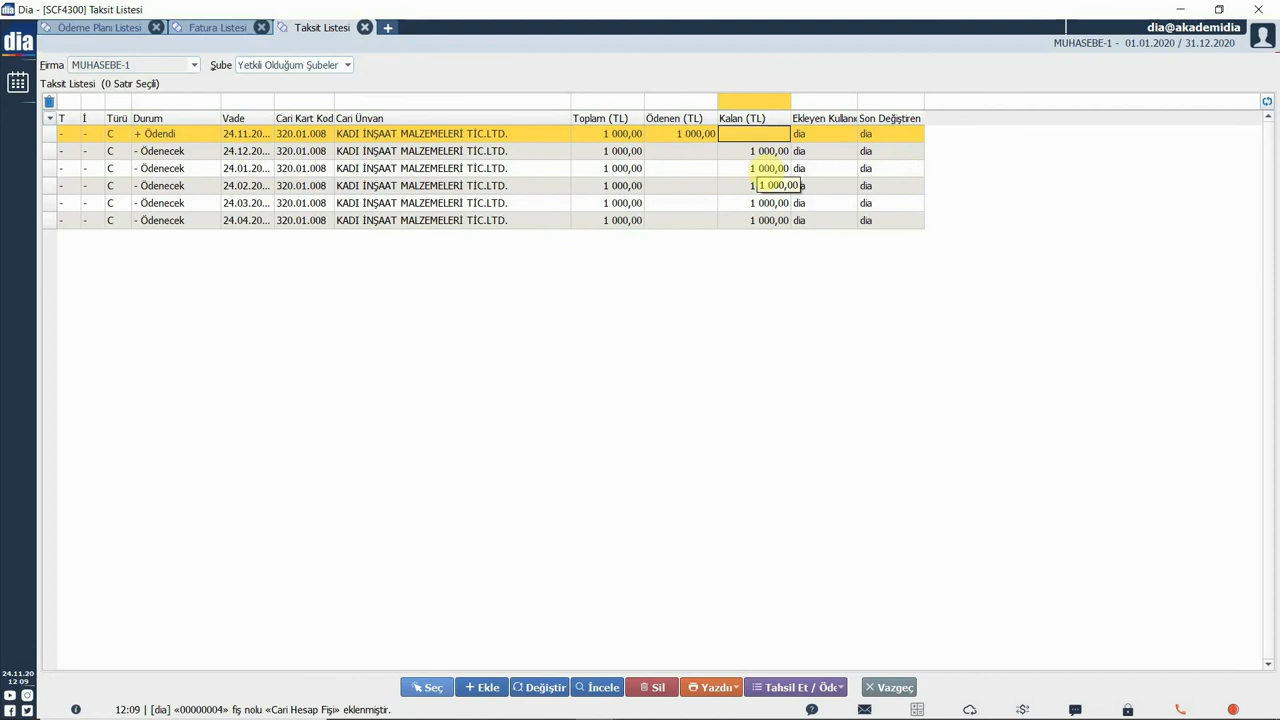 Dia - [SCF4300] Taksit Listesi
dia
Ödeme Planı Listesi
Fatura Listesi
Taksit Listesi
dia@akademidia
MUHASEBE-1 - 01.01.2020 / 31.12.2020
Firma MUHASEBE-1 Şube Yetkili Olduğum Şubeler
Taksit Listesi (0 Satır Seçili)
T İ Türü Durum Vade Cari Kart Kod Cari Ünvan Toplam (TL) Ödenen (TL) Kalan (TL) Ekleyen Kullanı Son Değiştiren
- - C + Ödendi 24.11.20... 320.01.008 KADI İNŞAAT MALZEMELERİ TİC.LTD. 1 000,00 1 000,00 dia dia
- - C - Ödenecek 24.12.20... 320.01.008 KADI İNŞAAT MALZEMELERİ TİC.LTD. 1 000,00 1 000,00 dia dia
- - C - Ödenecek 24.01.20... 320.01.008 KADI İNŞAAT MALZEMELERİ TİC.LTD. 1 000,00 1 000,00 dia dia
- - C - Ödenecek 24.02.20... 320.01.008 KADI İNŞAAT MALZEMELERİ TİC.LTD. 1 000,00 1 000,00 dia
- - C - Ödenecek 24.03.20... 320.01.008 KADI İNŞAAT MALZEMELERİ TİC.LTD. 1 000,00 1 000,00 dia dia
- - C - Ödenecek 24.04.20... 320.01.008 KADI İNŞAAT MALZEMELERİ TİC.LTD. 1 000,00 1 000,00 dia dia
24.11.20
12 09
Seç + Ekle Değiştir İncele Sil Yazdır Tahsil Et / Öde Vazgeç
12:09 | [dia] «00000004» fiş nolu «Cari Hesap Fişi» eklenmiştir.